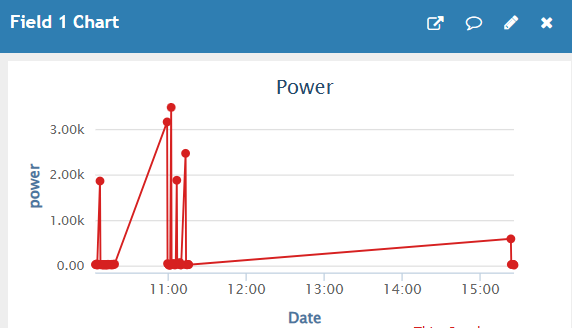 Field 1 Chart
Power
3.00k
2.00k
1.00k
0.00
power
11:00
12:00
13:00
14:00
15:00
Date